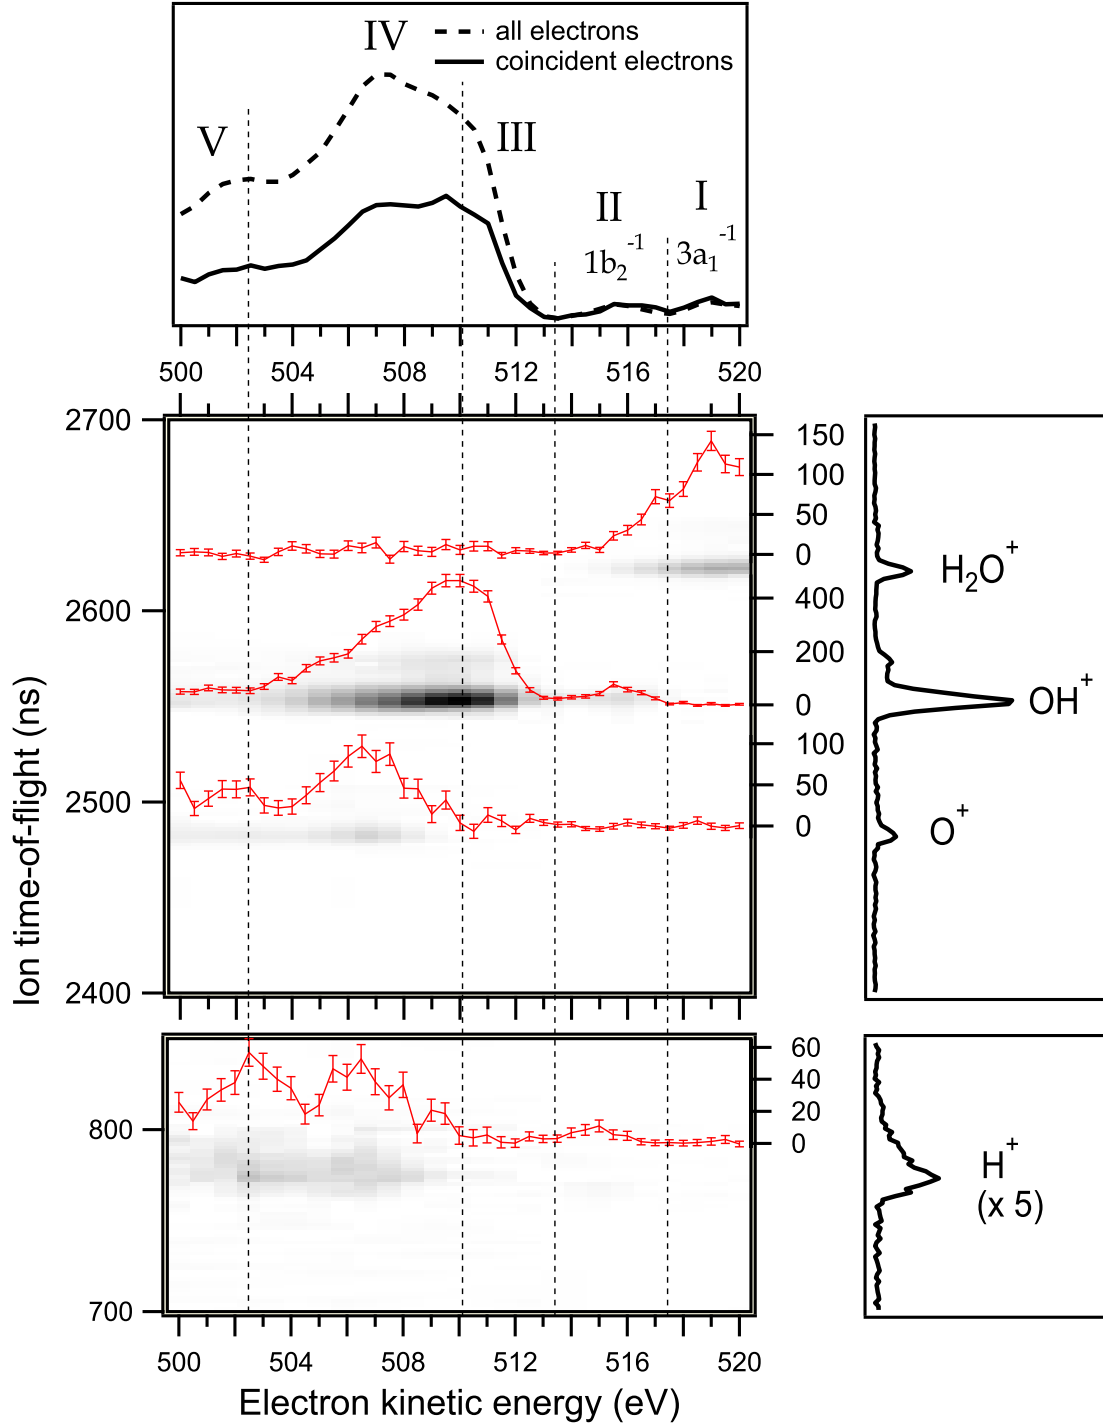 IV
all electrons
coincident electrons
V
III
II
I
1b₂⁻¹
3a₁⁻¹
500 504 508 512 516 520
2700
2600
2500
2400
150
100
50
0
400
200
0
100
50
0
H₂O⁺
OH⁺
O⁺
Ion time-of-flight (ns)
800
700
60
40
20
0
H⁺
(x 5)
500 504 508 512 516 520
Electron kinetic energy (eV)